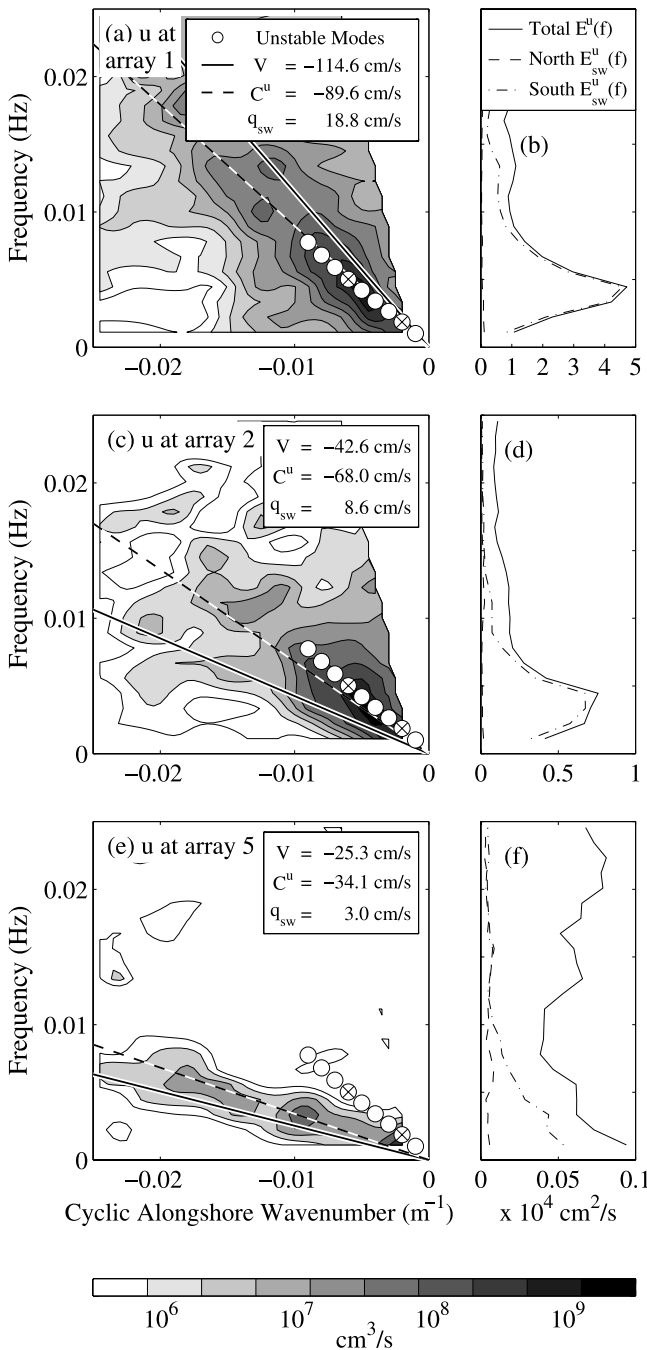 (a) u at
array 1
Unstable Modes
V = −114.6 cm/s
C^u = −89.6 cm/s
q_sw = 18.8 cm/s
Frequency (Hz)
0.02
0.01
0
−0.02 −0.01 0
Total E^u(f)
North E^u_sw(f)
South E^u_sw(f)
(b)
0 1 2 3 4 5
(c) u at array 2
V = −42.6 cm/s
C^u = −68.0 cm/s
q_sw = 8.6 cm/s
Frequency (Hz)
0.02
0.01
0
−0.02 −0.01 0
(d)
0 0.5 1
(e) u at array 5
V = −25.3 cm/s
C^u = −34.1 cm/s
q_sw = 3.0 cm/s
Frequency (Hz)
0.02
0.01
0
−0.02 −0.01 0
Cyclic Alongshore Wavenumber (m^−1)
(f)
0 0.05 0.1
x 10^4 cm^2/s
10^6 10^7 10^8 10^9
cm^3/s